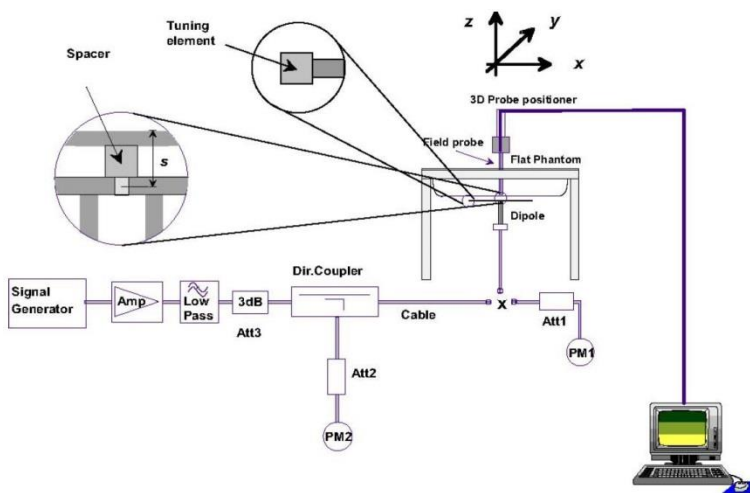 Tuning
element
z
y
x
Spacer
3D Probe positioner
s
Field probe
Flat Phantom
Dipole
Dir.Coupler
Signal
Generator
Amp
Low
Pass
3dB
Cable
x
Att3
Att1
PM1
Att2
PM2